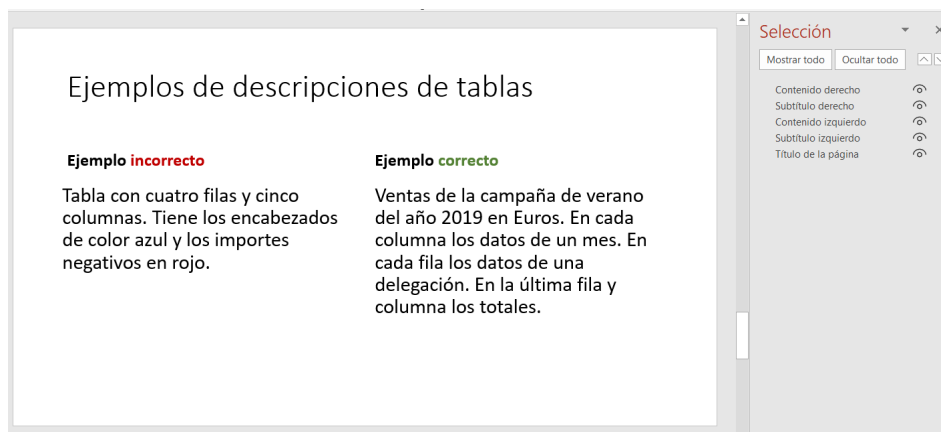 Ejemplos de descripciones de tablas
Ejemplo incorrecto
Tabla con cuatro filas y cinco
columnas. Tiene los encabezados
de color azul y los importes
negativos en rojo.
Ejemplo correcto
Ventas de la campaña de verano
del año 2019 en Euros. En cada
columna los datos de un mes. En
cada fila los datos de una
delegación. En la última fila y
columna los totales.
Selección
Mostrar todo
Ocultar todo
Contenido derecho
Subtítulo derecho
Contenido izquierdo
Subtítulo izquierdo
Título de la página